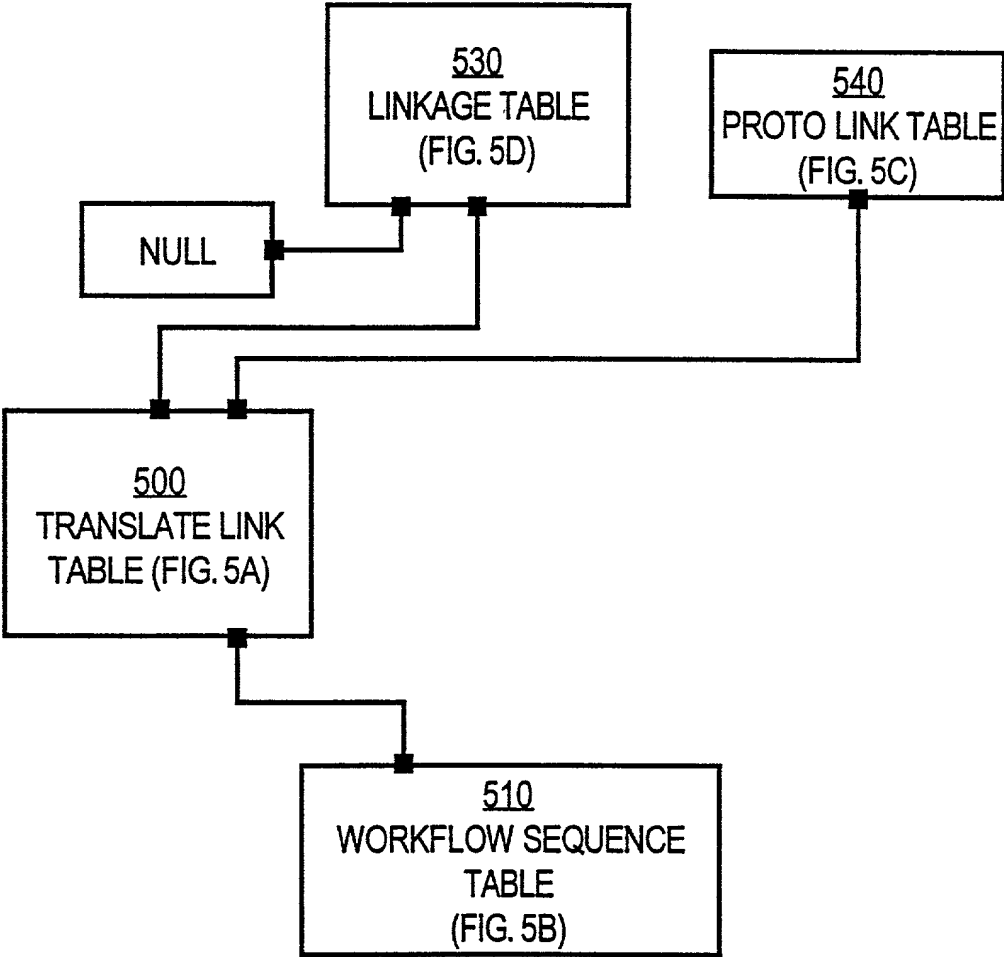 530
LINKAGE TABLE
(FIG. 5D)
540
PROTO LINK TABLE
(FIG. 5C)
NULL
500
TRANSLATE LINK
TABLE (FIG. 5A)
510
WORKFLOW SEQUENCE
TABLE
(FIG. 5B)